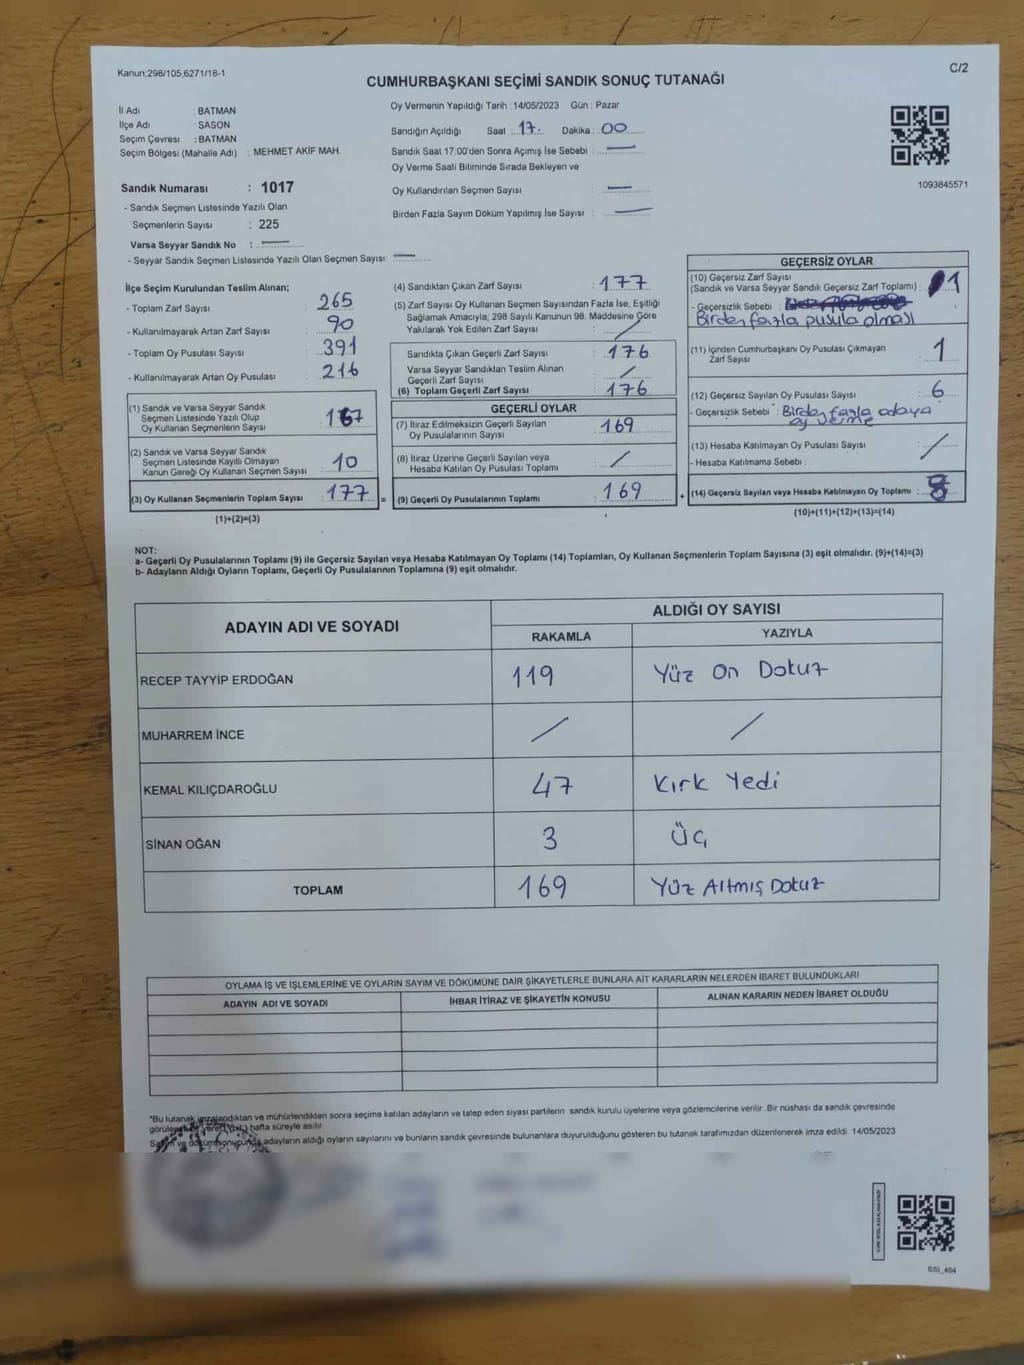 Kanun;298/105;6271/18-1
C/2
CUMHURBAŞKANI SEÇİMİ SANDIK SONUÇ TUTANAĞI
İl Adı : BATMAN
İlçe Adı : SASON
Seçim Çevresi : BATMAN
Seçim Bölgesi (Mahalle Adı) : MEHMET AKİF MAH.
Sandık Numarası : 1017
- Sandık Seçmen Listesinde Yazılı Olan
Seçmenlerin Sayısı : 225
Varsa Seyyar Sandık No :
- Seyyar Sandık Seçmen Listesinde Yazılı Olan Seçmen Sayısı:
Oy Vermenin Yapıldığı Tarih :14/05/2023 Gün : Pazar
Sandığın Açıldığı Saat : 17. Dakika : 00
Sandık Saat 17:00'den Sonra Açımış İse Sebebi : —
Oy Verme Saati Bitiminde Sırada Bekleyen ve
Oy Kullandırılan Seçmen Sayısı : —
Birden Fazla Sayım Döküm Yapılmış İse Sayısı : —
1093845571
İlçe Seçim Kurulundan Teslim Alınan;
- Toplam Zarf Sayısı : 265
- Kullanılmayarak Artan Zarf Sayısı : 90
- Toplam Oy Pusulası Sayısı : 391
- Kullanılmayarak Artan Oy Pusulası : 216
(1) Sandık ve Varsa Seyyar Sandık
Seçmen Listesinde Yazılı Olup
Oy Kullanan Seçmenlerin Sayısı : 167
(2) Sandık ve Varsa Seyyar Sandık
Seçmen Listesinde Kayıtlı Olmayan
Kanun Gereği Oy Kullanan Seçmen Sayısı : 10
(3) Oy Kullanan Seçmenlerin Toplam Sayısı : 177 =
(1)+(2)=(3)
(4) Sandıktan Çıkan Zarf Sayısı : 177
(5) Zarf Sayısı Oy Kullanan Seçmen Sayısından Fazla İse, Eşitliği
Sağlamak Amacıyla; 298 Sayılı Kanunun 98. Maddesine Göre
Yakılarak Yok Edilen Zarf Sayısı : /
Sandıkta Çıkan Geçerli Zarf Sayısı : 176
Varsa Seyyar Sandıktan Teslim Alınan
Geçerli Zarf Sayısı : /
(6) Toplam Geçerli Zarf Sayısı : 176
GEÇERLİ OYLAR
(7) İtiraz Edilmeksizin Geçerli Sayılan
Oy Pusulalarının Sayısı : 169
(8) İtiraz Üzerine Geçerli Sayılan veya
Hesaba Katılan Oy Pusulası Toplamı : /
(9) Geçerli Oy Pusulalarının Toplamı : 169 +
GEÇERSİZ OYLAR
(10) Geçersiz Zarf Sayısı
(Sandık ve Varsa Seyyar Sandık Geçersiz Zarf Toplamı) : 1
- Geçersizlik Sebebi :
Birden fazla pusula olması
(11) İçinden Cumhurbaşkanı Oy Pusulası Çıkmayan
Zarf Sayısı : 1
(12) Geçersiz Sayılan Oy Pusulası Sayısı : 6
- Geçersizlik Sebebi : Birden fazla adaya
oy verme
(13) Hesaba Katılmayan Oy Pusulası Sayısı : /
- Hesaba Katılmama Sebebi :
(14) Geçersiz Sayılan veya Hesaba Katılmayan Oy Toplamı : 8
(10)+(11)+(12)+(13)=(14)
NOT:
a- Geçerli Oy Pusulalarının Toplamı (9) ile Geçersiz Sayılan veya Hesaba Katılmayan Oy Toplamı (14) Toplamları, Oy Kullanan Seçmenlerin Toplam Sayısına (3) eşit olmalıdır. (9)+(14)=(3)
b- Adayların Aldığı Oyların Toplamı, Geçerli Oy Pusulalarının Toplamına (9) eşit olmalıdır.
ADAYIN ADI VE SOYADI
ALDIĞI OY SAYISI
RAKAMLA YAZIYLA
RECEP TAYYİP ERDOĞAN 119 Yüz On Dokuz
MUHARREM İNCE / /
KEMAL KILIÇDAROĞLU 47 Kırk Yedi
SİNAN OĞAN 3 Üç
TOPLAM 169 Yüz Altmış Dokuz
OYLAMA İŞ VE İŞLEMLERİNE VE OYLARIN SAYIM VE DÖKÜMÜNE DAİR ŞİKAYETLERLE BUNLARA AİT KARARLARIN NELERDEN İBARET BULUNDUKLARI
ADAYIN ADI VE SOYADI İHBAR İTİRAZ VE ŞİKAYETİN KONUSU ALINAN KARARIN NEDEN İBARET OLDUĞU
*Bu tutanak imzalandıktan ve mühürlendikten sonra seçime katılan adayların ve talep eden siyasi partilerin sandık kurulu üyelerine veya gözlemcilerine verilir. Bir nüshası da sandık çevresinde
hafta süreyle asılır.
adayların aldığı oyların sayılarını ve bunların sandık çevresinde bulunanlara duyurulduğunu gösteren bu tutanak tarafımızdan düzenlenerek imza edildi. 14/05/2023
GSI_404